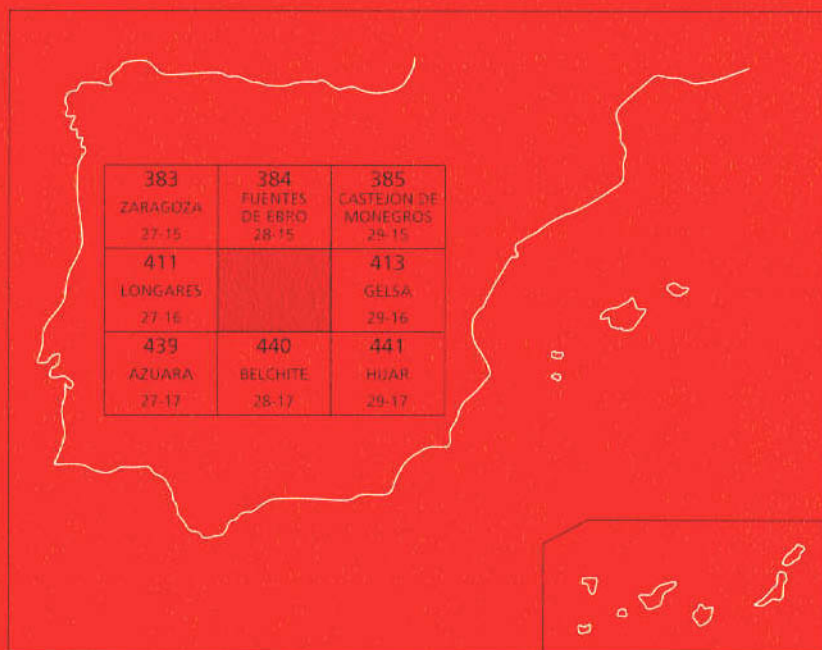 383
ZARAGOZA
27-15
384
FUENTES
DE EBRO
28-15
385
CASTEJON DE
MONEGROS
29-15
411
LONGARES
27-16
413
GELSA
29-16
439
AZUARA
27-17
440
BELCHITE
28-17
441
HIJAR
29-17